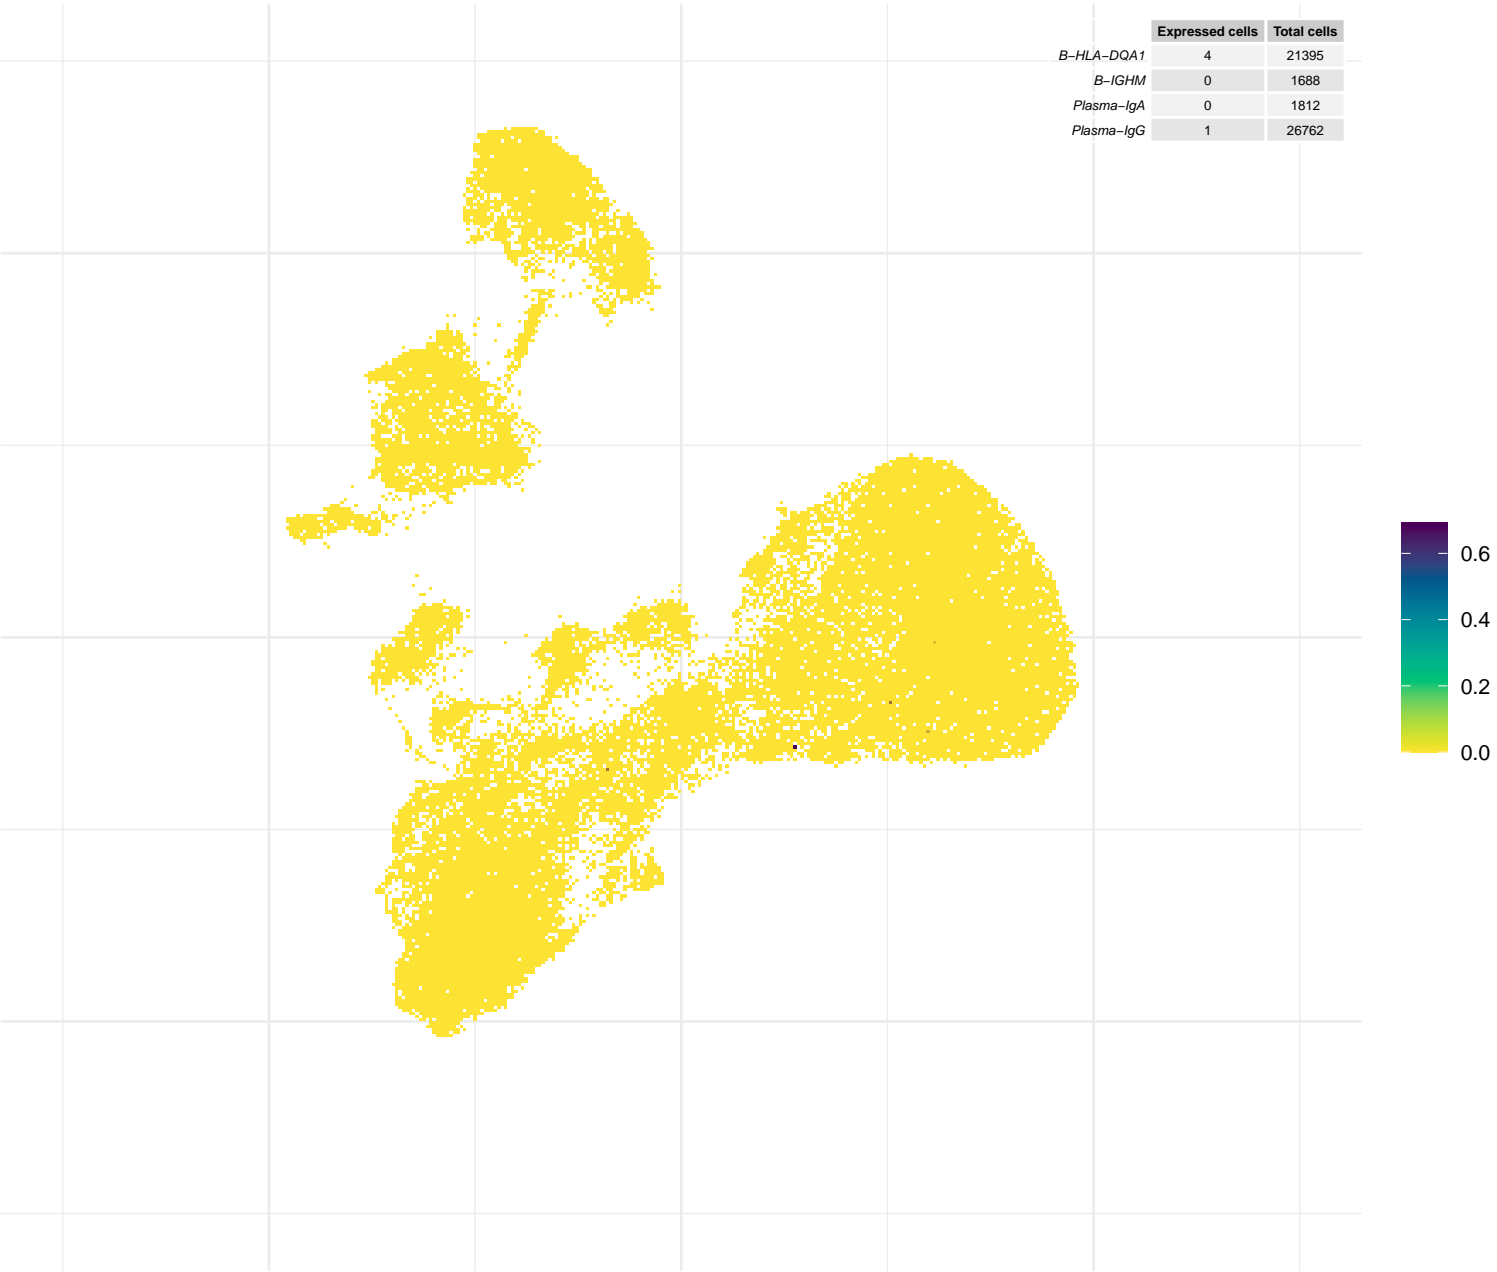 Expressed cells Total cells
B-HLA-DQA1 4 21395
B-IGHM 0 1688
Plasma-IgA 0 1812
Plasma-IgG 1 26762
0.6
0.4
0.2
0.0